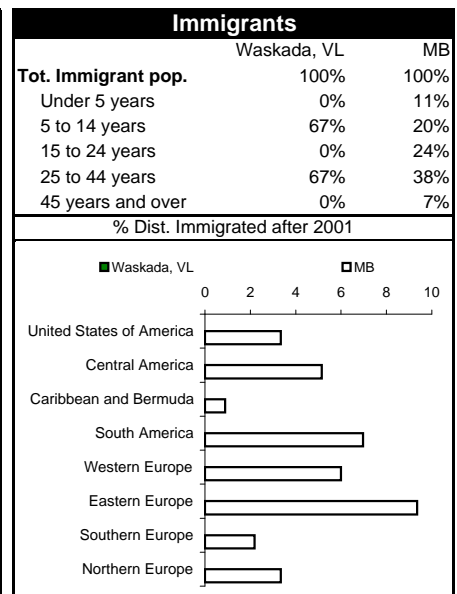 Immigrants
Waskada, VL MB
Tot. Immigrant pop. 100% 100%
Under 5 years 0% 11%
5 to 14 years 67% 20%
15 to 24 years 0% 24%
25 to 44 years 67% 38%
45 years and over 0% 7%
% Dist. Immigrated after 2001
Waskada, VL MB
0 2 4 6 8 10
United States of America
Central America
Caribbean and Bermuda
South America
Western Europe
Eastern Europe
Southern Europe
Northern Europe